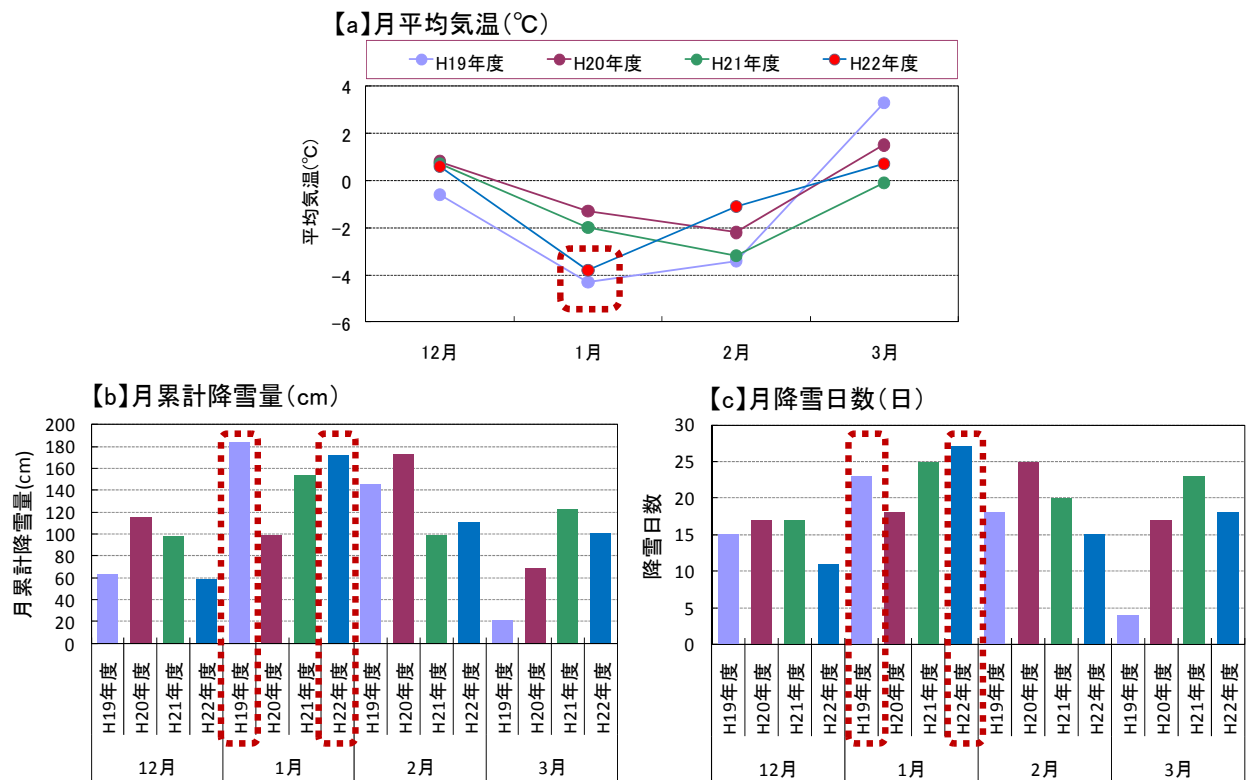 【a】月平均気温(℃)
H19年度 H20年度 H21年度 H22年度
平均気温(℃)
4
2
0
-2
-4
-6
12月 1月 2月 3月
【b】月累計降雪量(cm)
月累計降雪量(cm)
200
180
160
140
120
100
80
60
40
20
0
H19年度 H20年度 H21年度 H22年度 H19年度 H20年度 H21年度 H22年度 H19年度 H20年度 H21年度 H22年度 H19年度 H20年度 H21年度 H22年度
12月 1月 2月 3月
【c】月降雪日数(日)
降雪日数
30
25
20
15
10
5
0
H19年度 H20年度 H21年度 H22年度 H19年度 H20年度 H21年度 H22年度 H19年度 H20年度 H21年度 H22年度 H19年度 H20年度 H21年度 H22年度
12月 1月 2月 3月